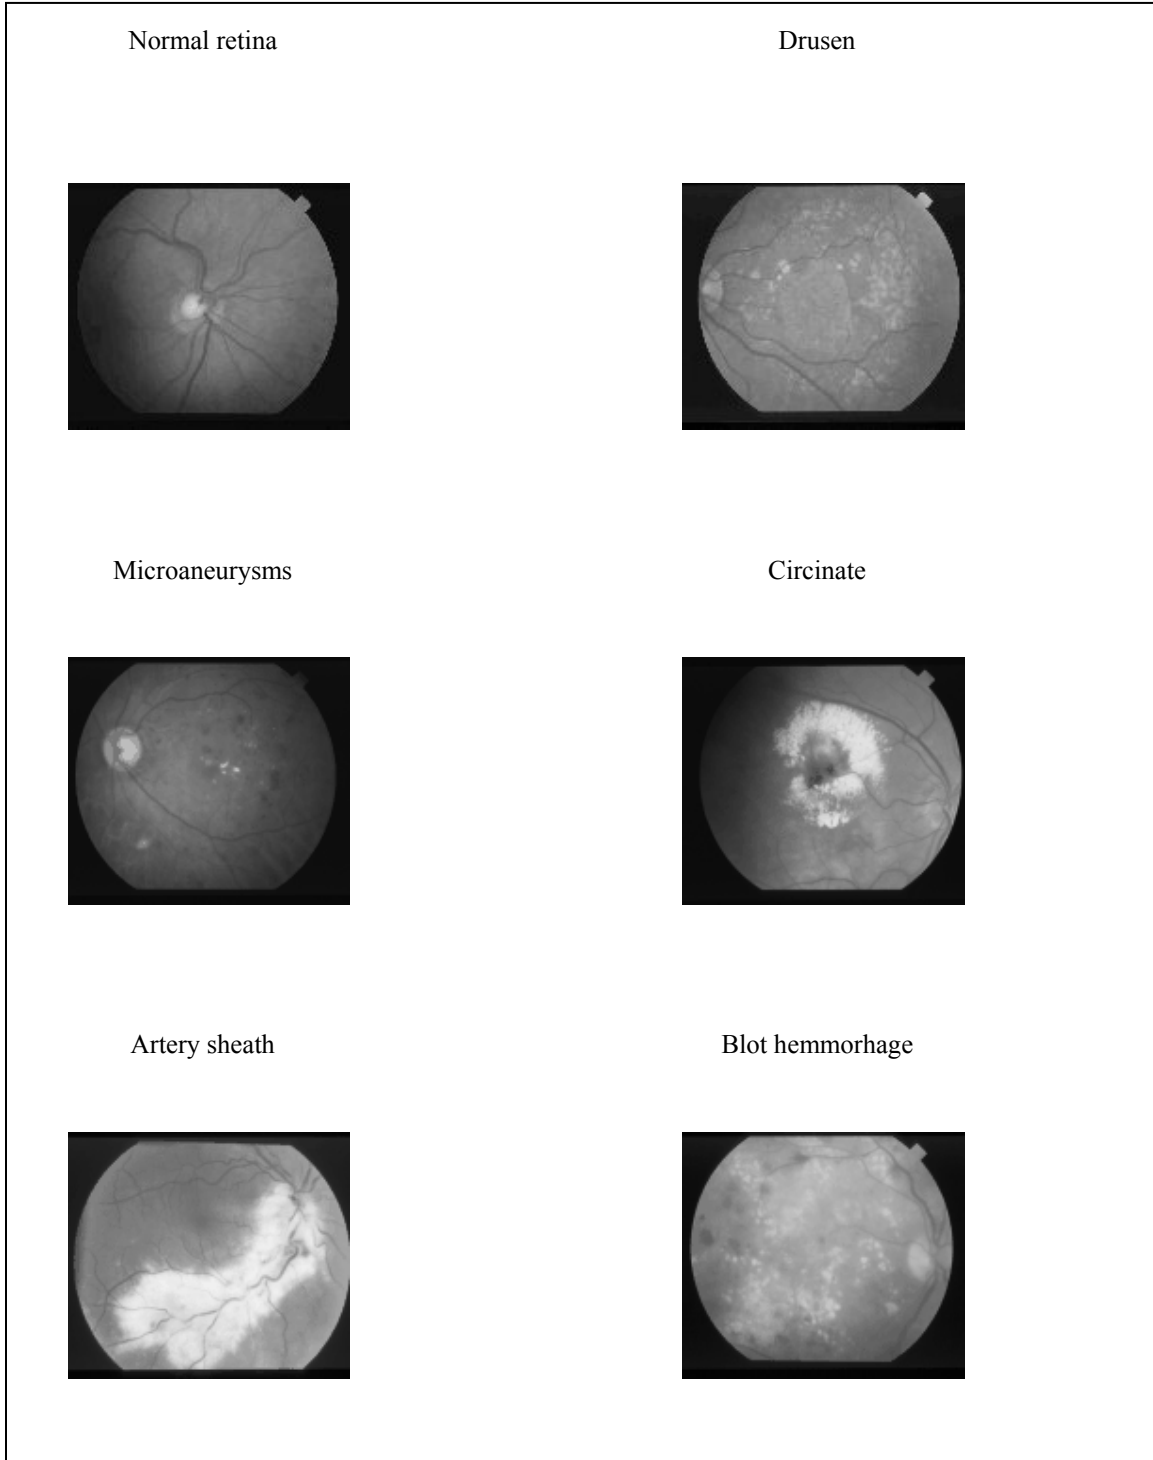 Normal retina
Drusen
Microaneurysms
Circinate
Artery sheath
Blot hemmorhage